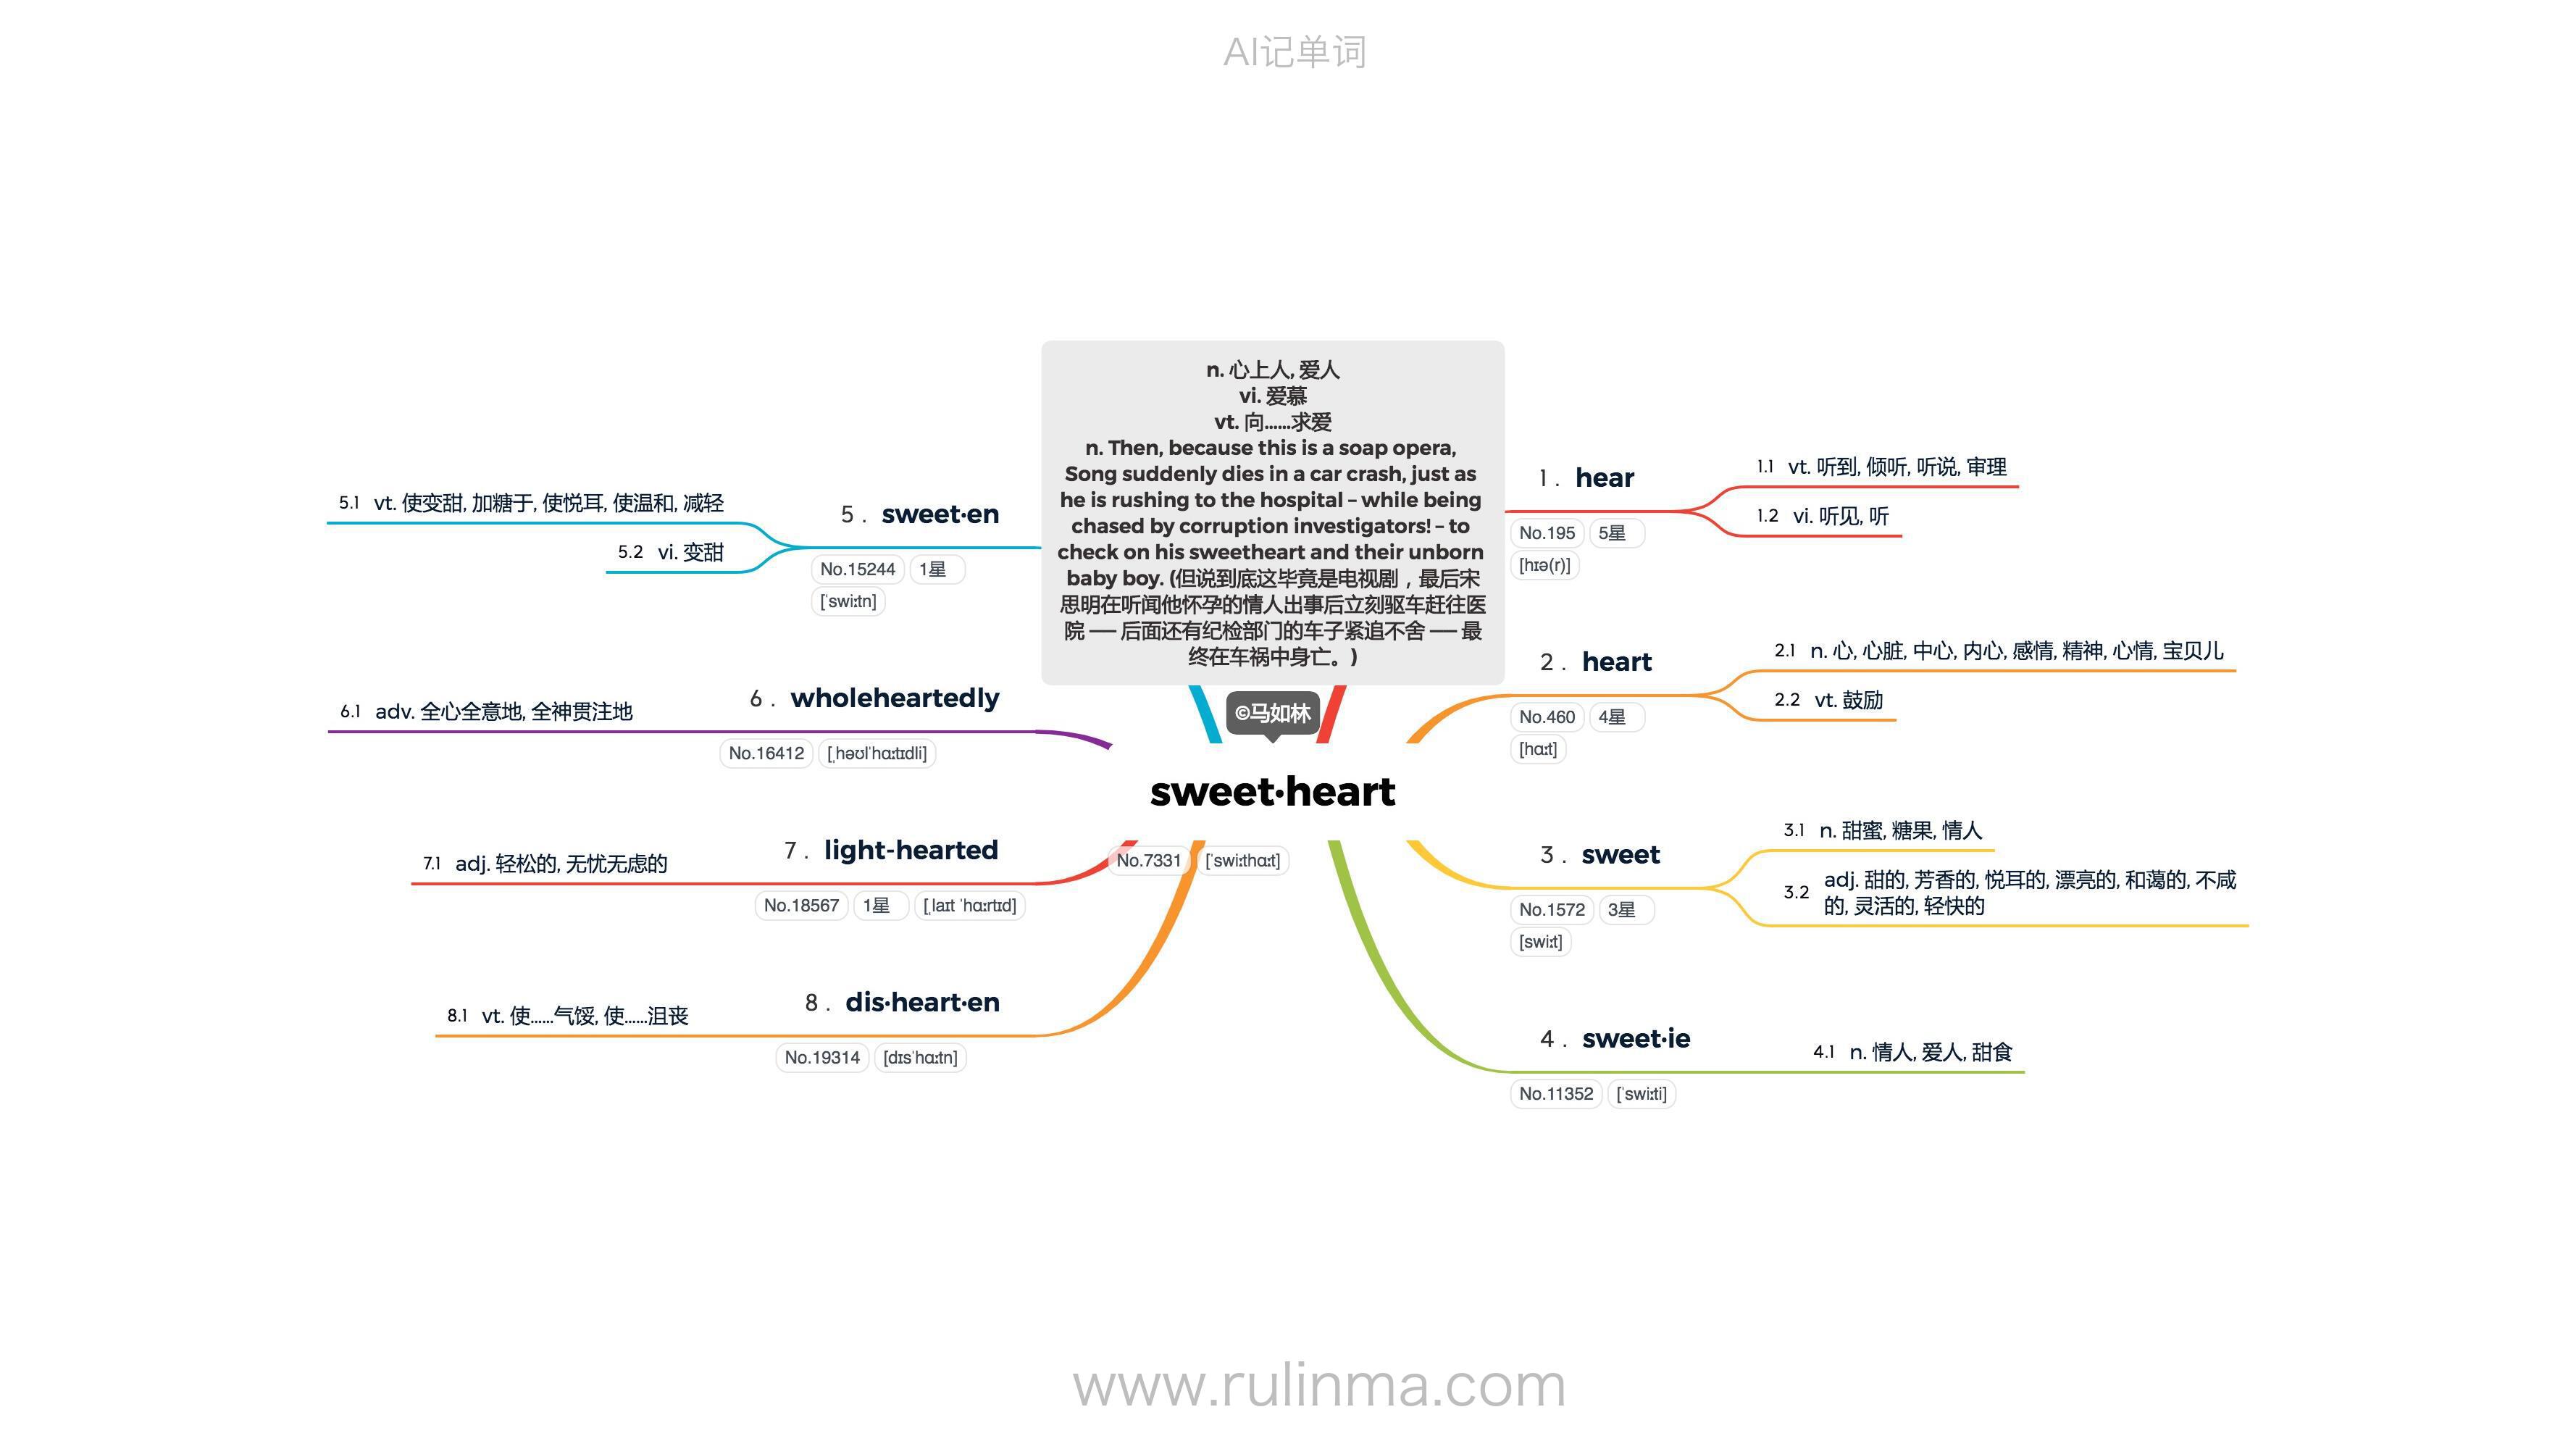 AI记单词
n. 心上人, 爱人
vi. 爱慕
vt. 向......求爱
n. Then, because this is a soap opera,
Song suddenly dies in a car crash, just as
he is rushing to the hospital – while being
chased by corruption investigators! – to
check on his sweetheart and their unborn
baby boy. (但说到底这毕竟是电视剧，最后宋
思明在听闻他怀孕的情人出事后立刻驱车赶往医
院 —— 后面还有纪检部门的车子紧追不舍 —— 最
终在车祸中身亡。)
©马如林
sweet·heart
No.7331 [ˈswiːthɑːt]
1 . hear
No.195 5星
[hɪə(r)]
1.1 vt. 听到, 倾听, 听说, 审理
1.2 vi. 听见, 听
2 . heart
No.460 4星
[hɑːt]
2.1 n. 心, 心脏, 中心, 内心, 感情, 精神, 心情, 宝贝儿
2.2 vt. 鼓励
3 . sweet
No.1572 3星
[swiːt]
3.1 n. 甜蜜, 糖果, 情人
3.2 adj. 甜的, 芳香的, 悦耳的, 漂亮的, 和蔼的, 不咸
的, 灵活的, 轻快的
4 . sweet·ie
No.11352 [ˈswiːti]
4.1 n. 情人, 爱人, 甜食
5 . sweet·en
No.15244 1星
[ˈswiːtn]
5.1 vt. 使变甜, 加糖于, 使悦耳, 使温和, 减轻
5.2 vi. 变甜
6 . wholeheartedly
No.16412 [ˌhəʊlˈhɑːtɪdli]
6.1 adv. 全心全意地, 全神贯注地
7 . light-hearted
No.18567 1星 [ˌlaɪt ˈhɑːrtɪd]
7.1 adj. 轻松的, 无忧无虑的
8 . dis·heart·en
No.19314 [dɪsˈhɑːtn]
8.1 vt. 使......气馁, 使......沮丧
www.rulinma.com